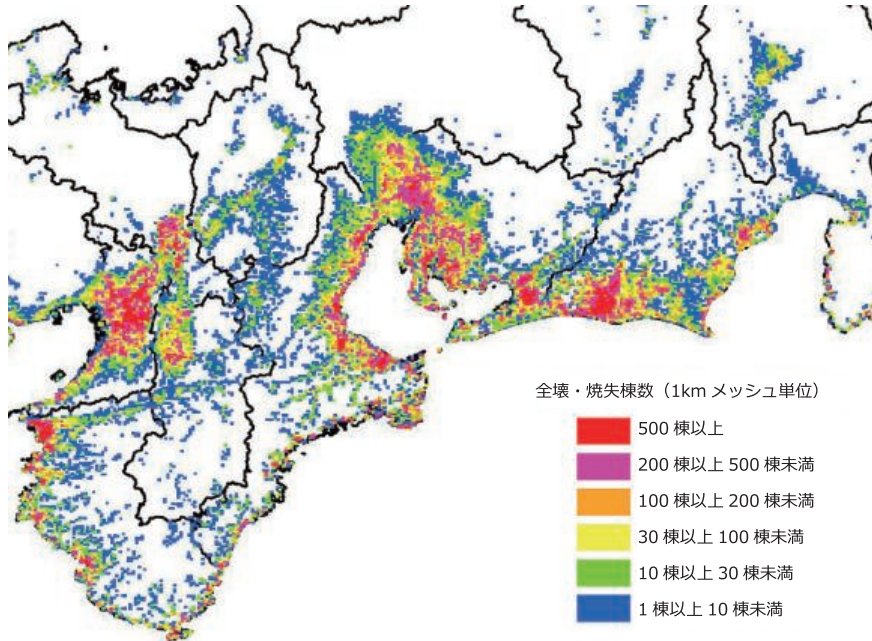 全壊・焼失棟数（1km メッシュ単位）
500 棟以上
200 棟以上 500 棟未満
100 棟以上 200 棟未満
30 棟以上 100 棟未満
10 棟以上 30 棟未満
1 棟以上 10 棟未満